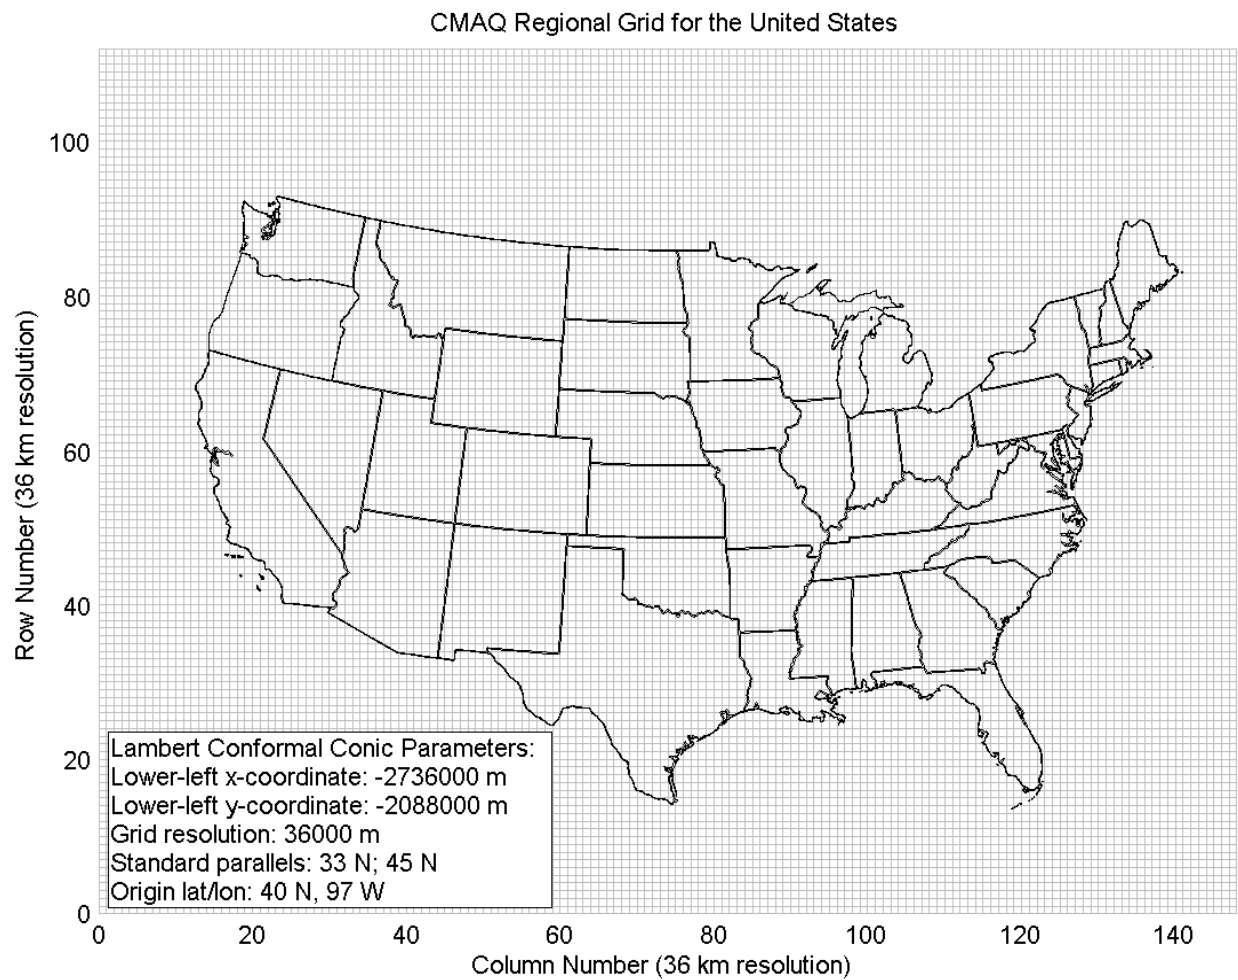 CMAQ Regional Grid for the United States
Row Number (36 km resolution)
100
80
60
40
20
0
Lambert Conformal Conic Parameters:
Lower-left x-coordinate: -2736000 m
Lower-left y-coordinate: -2088000 m
Grid resolution: 36000 m
Standard parallels: 33 N; 45 N
Origin lat/lon: 40 N, 97 W
0 20 40 60 80 100 120 140
Column Number (36 km resolution)